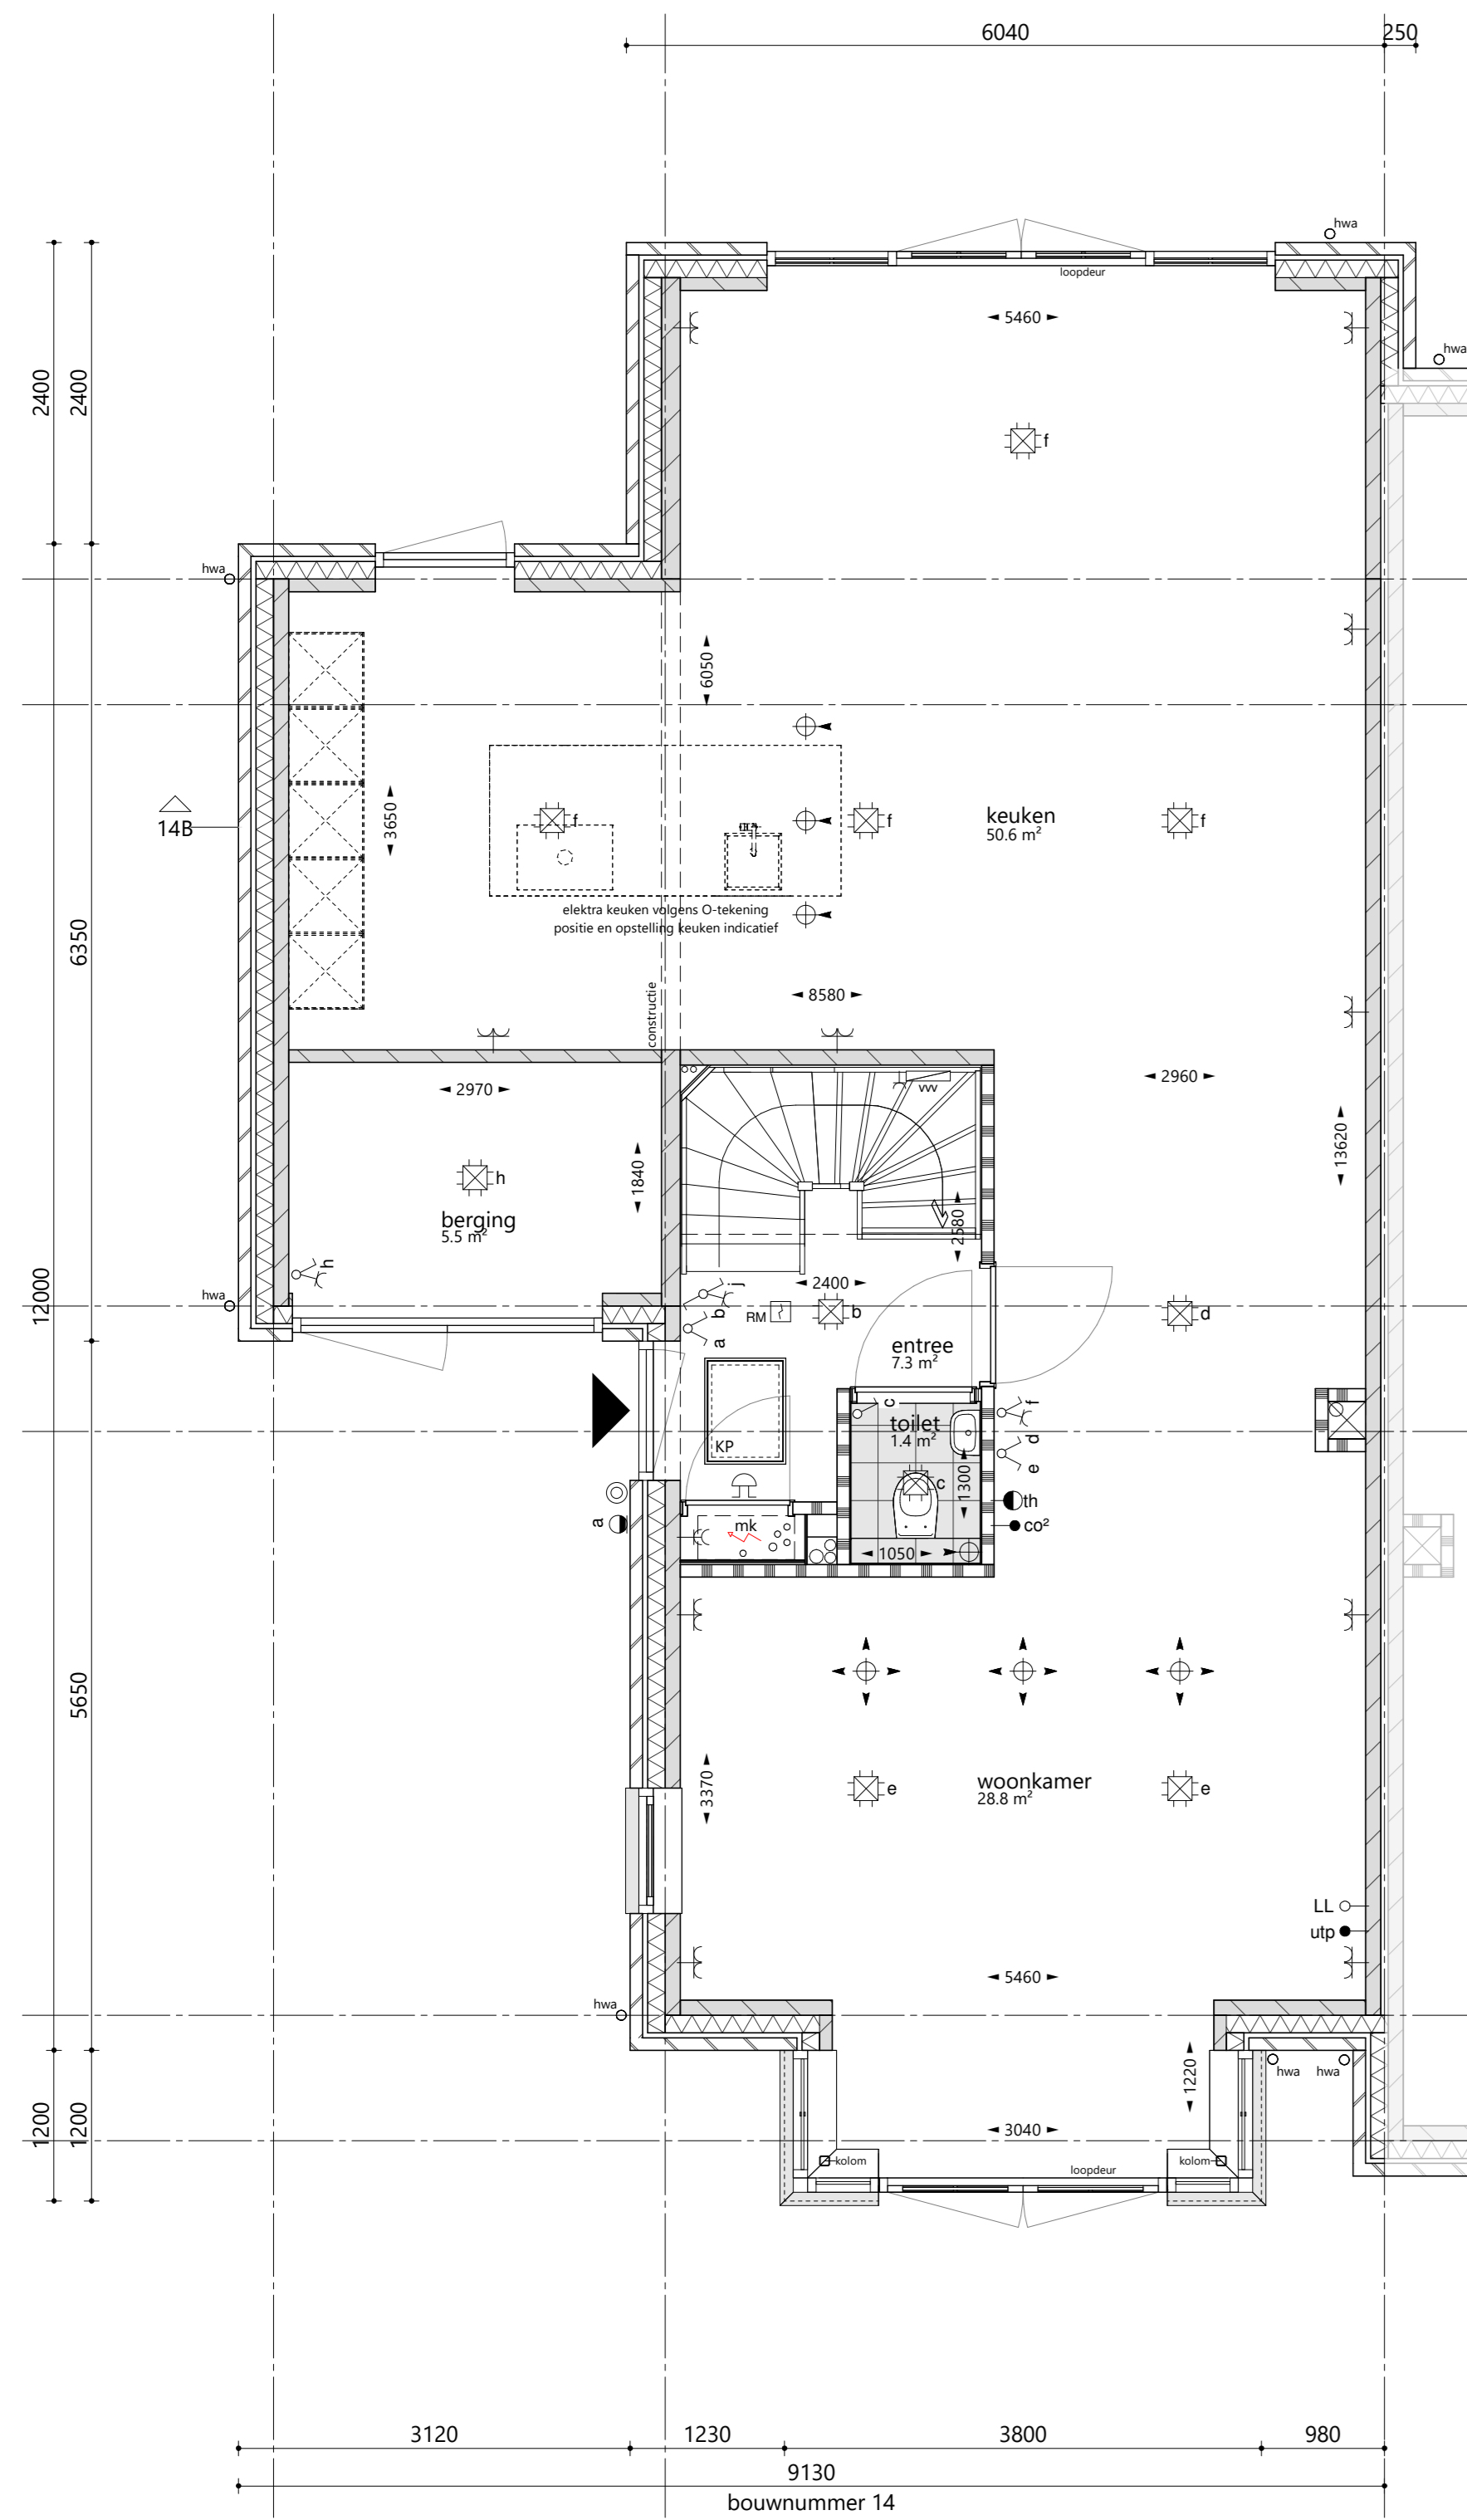 6040
250
hwa
loopdeur
5460
hwa
2400
2400
f
hwa
6050
14B
3650
f
f
keuken
50.6 m²
f
elektra keuken volgens O-tekening
positie en opstelling keuken indicatief
6350
constructie
8580
2970
vvv
2960
13620
1840
h
berging
5.5 m²
2580
h
j
2400
12000
hwa
b
RM
b
d
a
entree
7.3 m²
c
toilet
1.4 m²
f
KP
d
e
c
1300
th
a
mk
co²
1050
5650
3370
e
woonkamer
28.8 m²
e
LL
utp
5460
hwa
hwa
hwa
1220
1200
1200
3040
kolom
kolom
loopdeur
3120
1230
3800
980
9130
bouwnummer 14